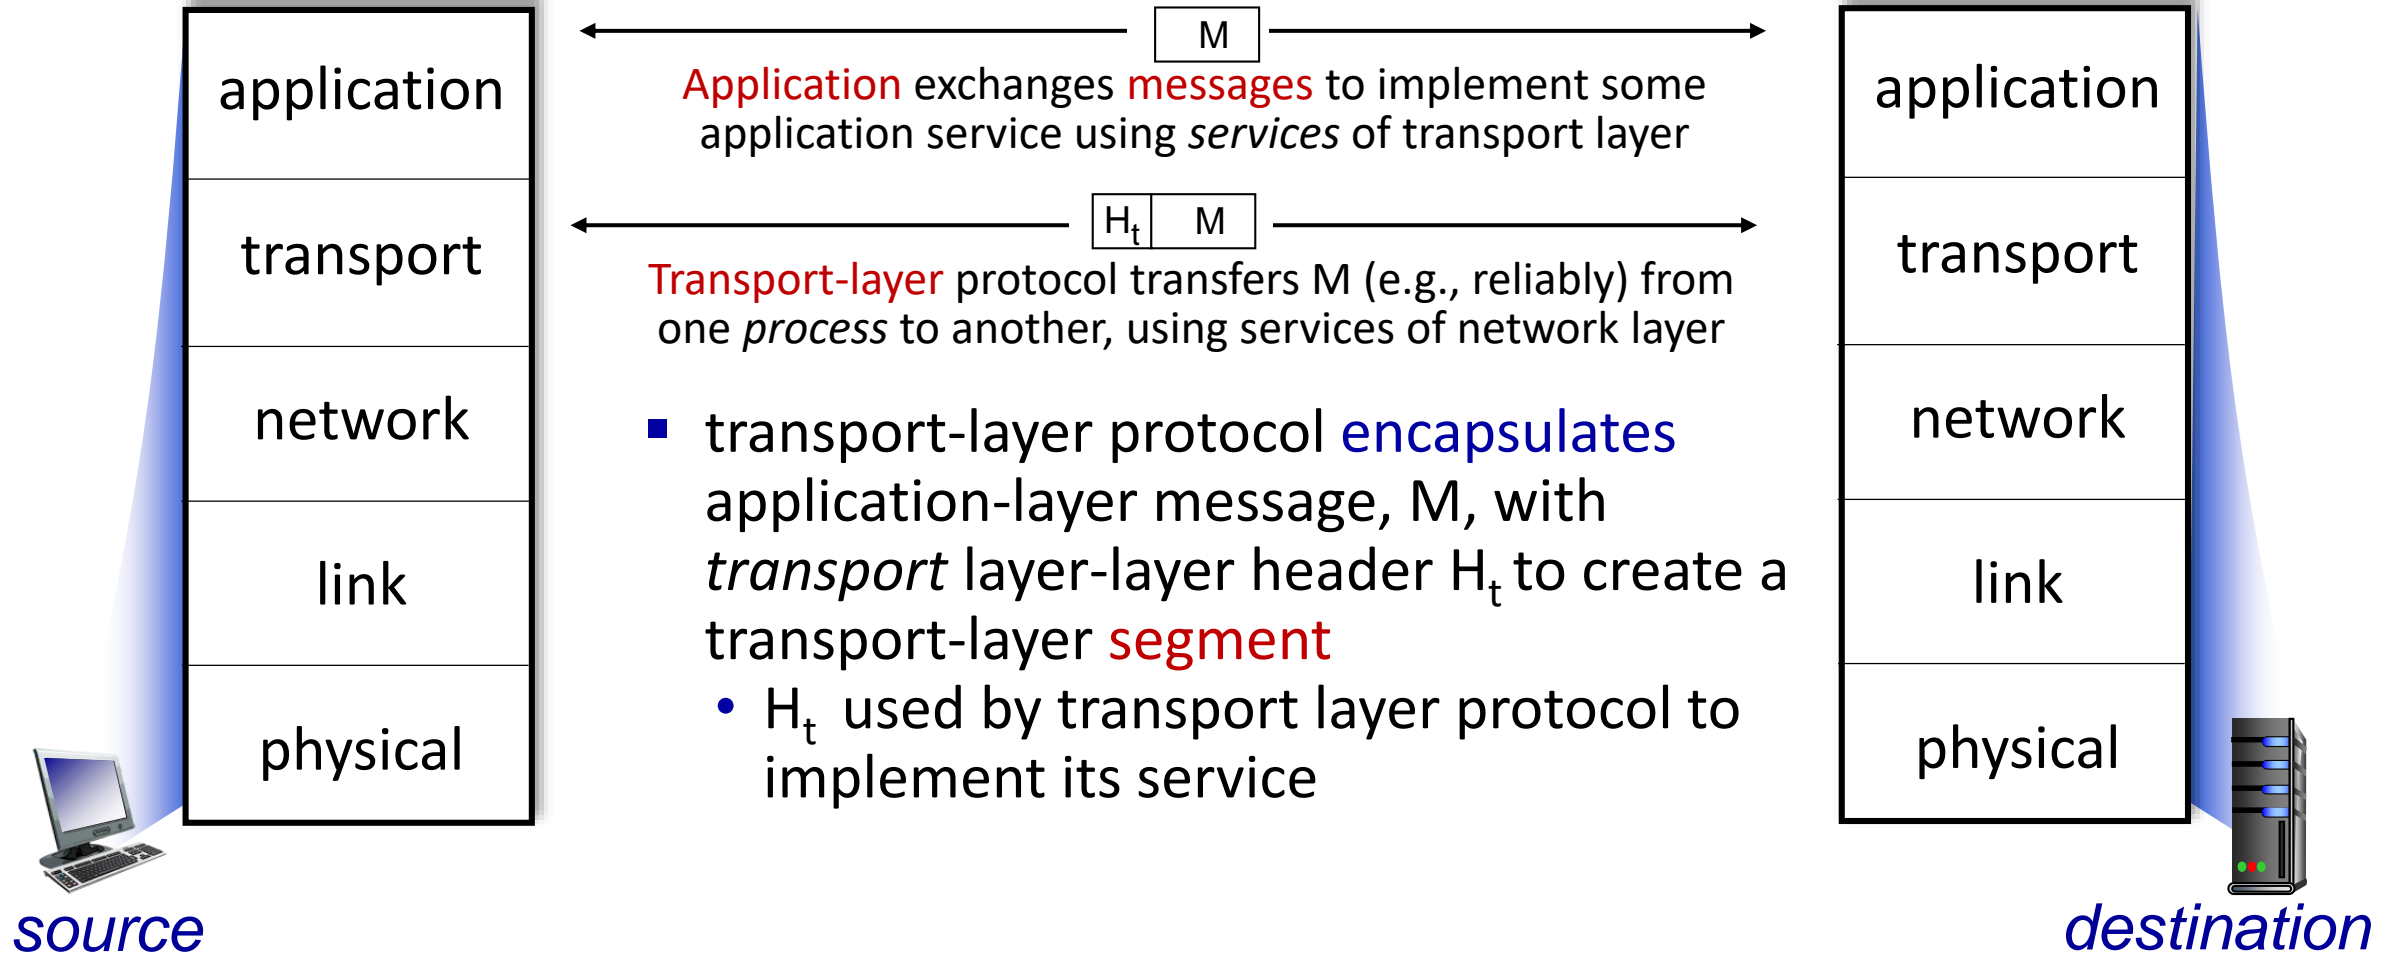 application
transport
network
link
physical
source
M
Application exchanges messages to implement some
application service using services of transport layer
Ht M
Transport-layer protocol transfers M (e.g., reliably) from
one process to another, using services of network layer
transport-layer protocol encapsulates
application-layer message, M, with
transport layer-layer header Ht to create a
transport-layer segment
Ht used by transport layer protocol to
implement its service
application
transport
network
link
physical
destination